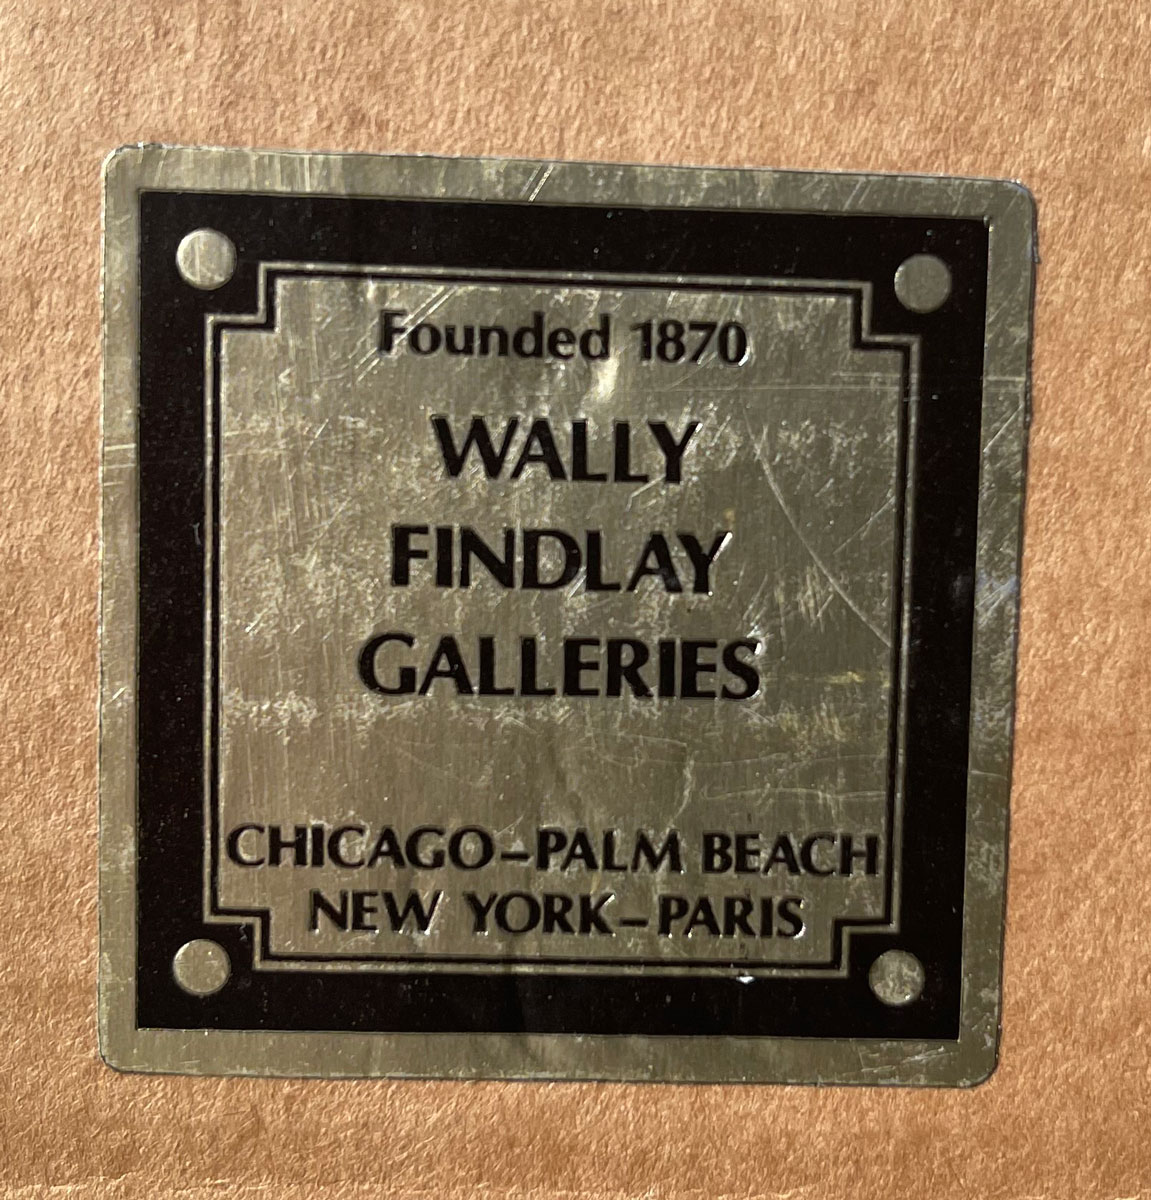 Founded 1870
WALLY
FINDLAY
GALLERIES
CHICAGO–PALM BEACH
NEW YORK–PARIS